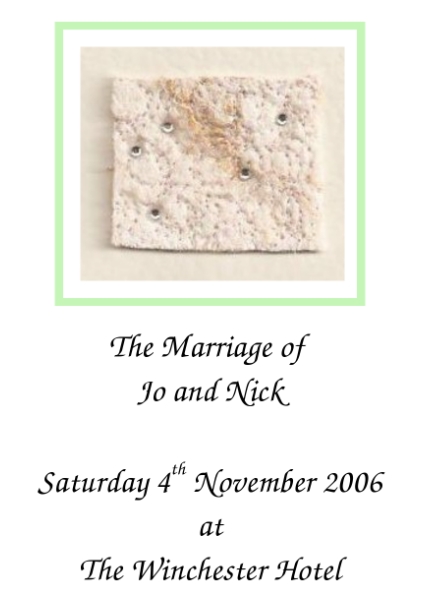 The Marriage of
Jo and Nick
Saturday 4th November 2006
at
The Winchester Hotel